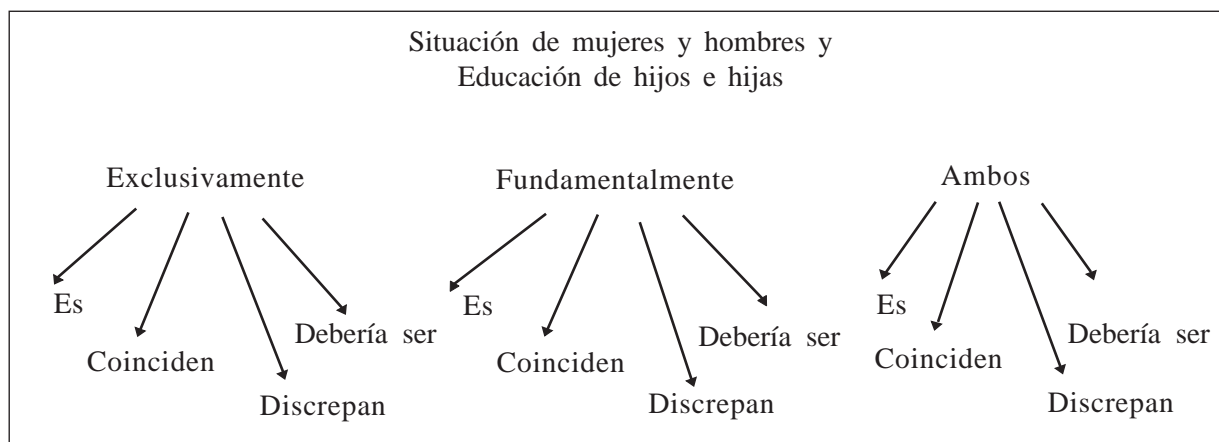 Situación de mujeres y hombres y
Educación de hijos e hijas
Exclusivamente
Fundamentalmente
Ambos
Es
Coinciden
Discrepan
Debería ser
Es
Coinciden
Discrepan
Debería ser
Es
Coinciden
Discrepan
Debería ser